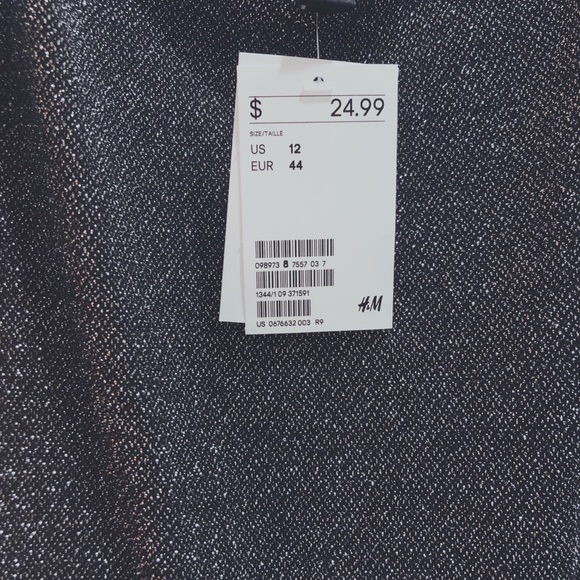 $ 24.99
SIZE/TAILLE
US 12
EUR 44
098973 8 7557 03 7
1344/1 09 371591
H&M
US 0676632 003 R9